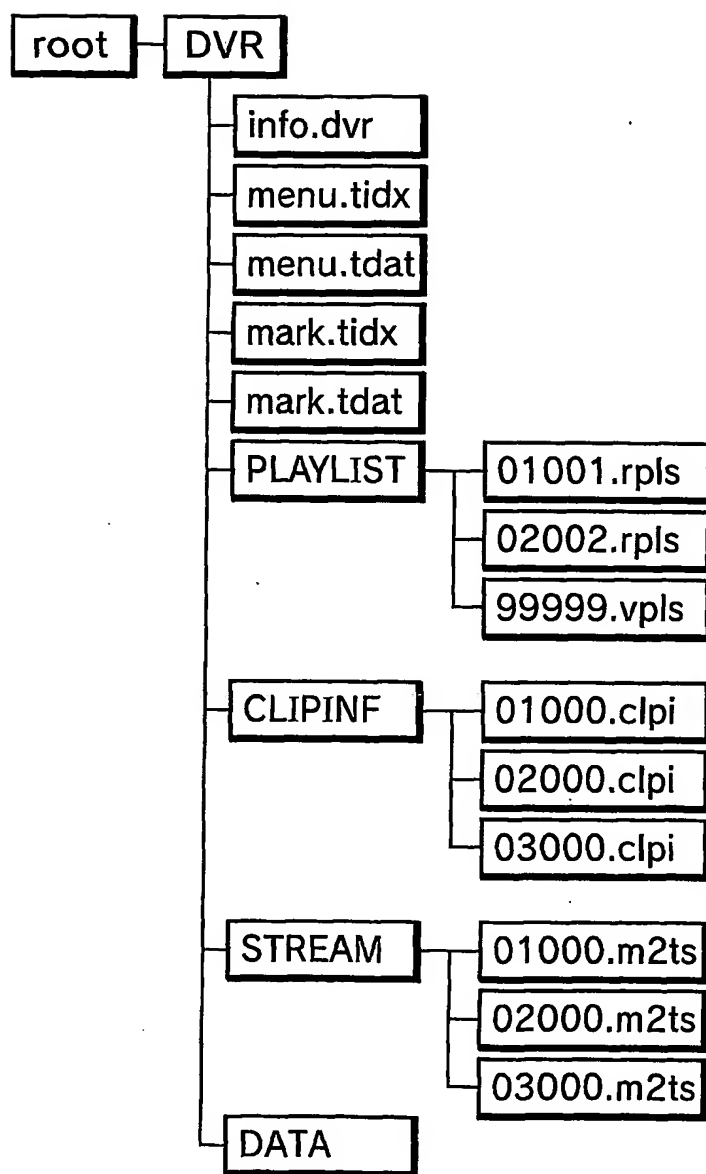 root DVR
info.dvr
menu.tidx
menu.tdat
mark.tidx
mark.tdat
PLAYLIST 01001.rpls
02002.rpls
99999.vpls
CLIPINF 01000.clpi
02000.clpi
03000.clpi
STREAM 01000.m2ts
02000.m2ts
03000.m2ts
DATA